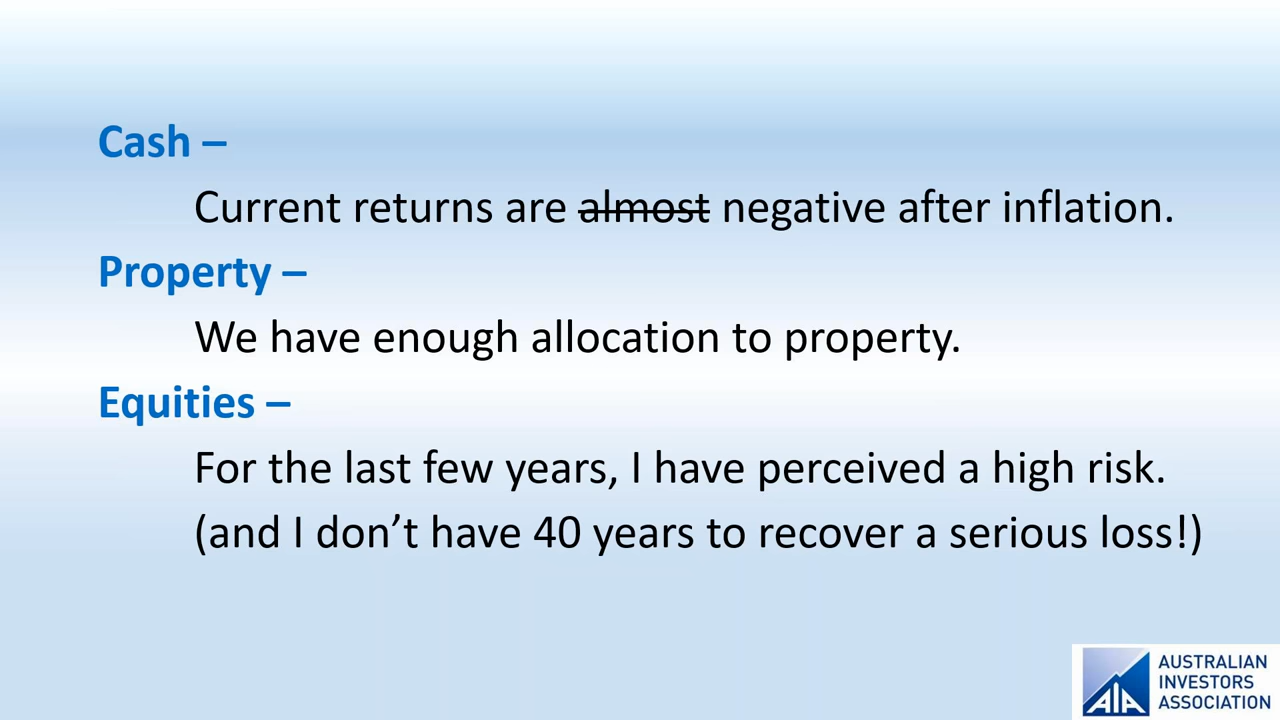 Cash –
Current returns are almost negative after inflation.
Property –
We have enough allocation to property.
Equities –
For the last few years, I have perceived a high risk.
(and I don’t have 40 years to recover a serious loss!)
AIA
AUSTRALIAN
INVESTORS
ASSOCIATION